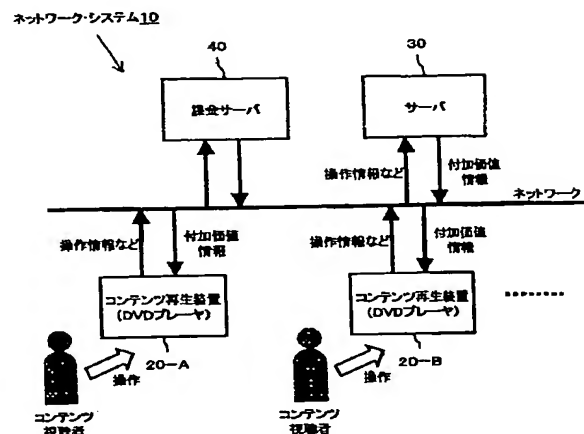 ネットワーク・システム10
40
30
課金サーバ
サーバ
操作情報など
付加価値
情報
ネットワーク
操作情報など
付加価値
情報
操作情報など
付加価値
情報
コンテンツ再生装置
(DVDプレーヤ)
コンテンツ再生装置
(DVDプレーヤ)
操作
20-A
操作
20-B
コンテンツ
視聴者
コンテンツ
視聴者